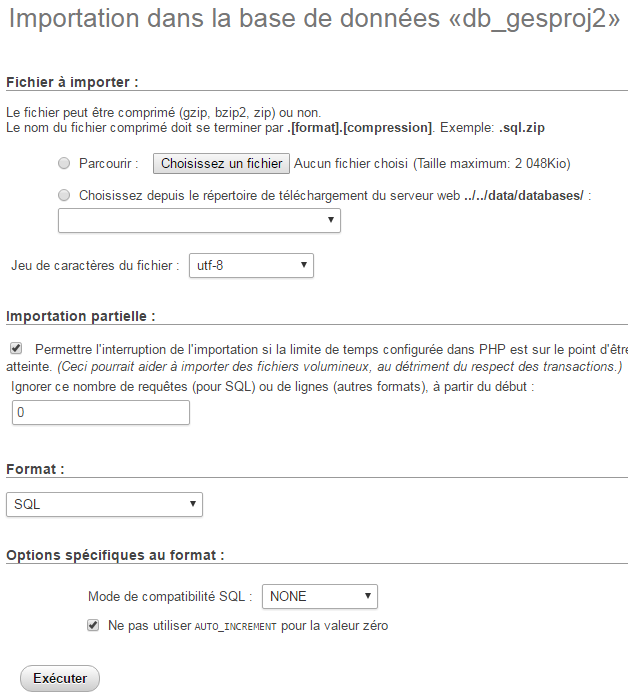 Importation dans la base de données «db_gesproj2»
Fichier à importer :
Le fichier peut être comprimé (gzip, bzip2, zip) ou non.
Le nom du fichier comprimé doit se terminer par .[format].[compression]. Exemple: .sql.zip
Parcourir : Choisissez un fichier Aucun fichier choisi (Taille maximum: 2 048Kio)
Choisissez depuis le répertoire de téléchargement du serveur web ../../data/databases/ :
Jeu de caractères du fichier : utf-8
Importation partielle :
Permettre l'interruption de l'importation si la limite de temps configurée dans PHP est sur le point d'êtr
atteinte. (Ceci pourrait aider à importer des fichiers volumineux, au détriment du respect des transactions.)
Ignorer ce nombre de requêtes (pour SQL) ou de lignes (autres formats), à partir du début :
0
Format :
SQL
Options spécifiques au format :
Mode de compatibilité SQL : NONE
Ne pas utiliser AUTO_INCREMENT pour la valeur zéro
Exécuter